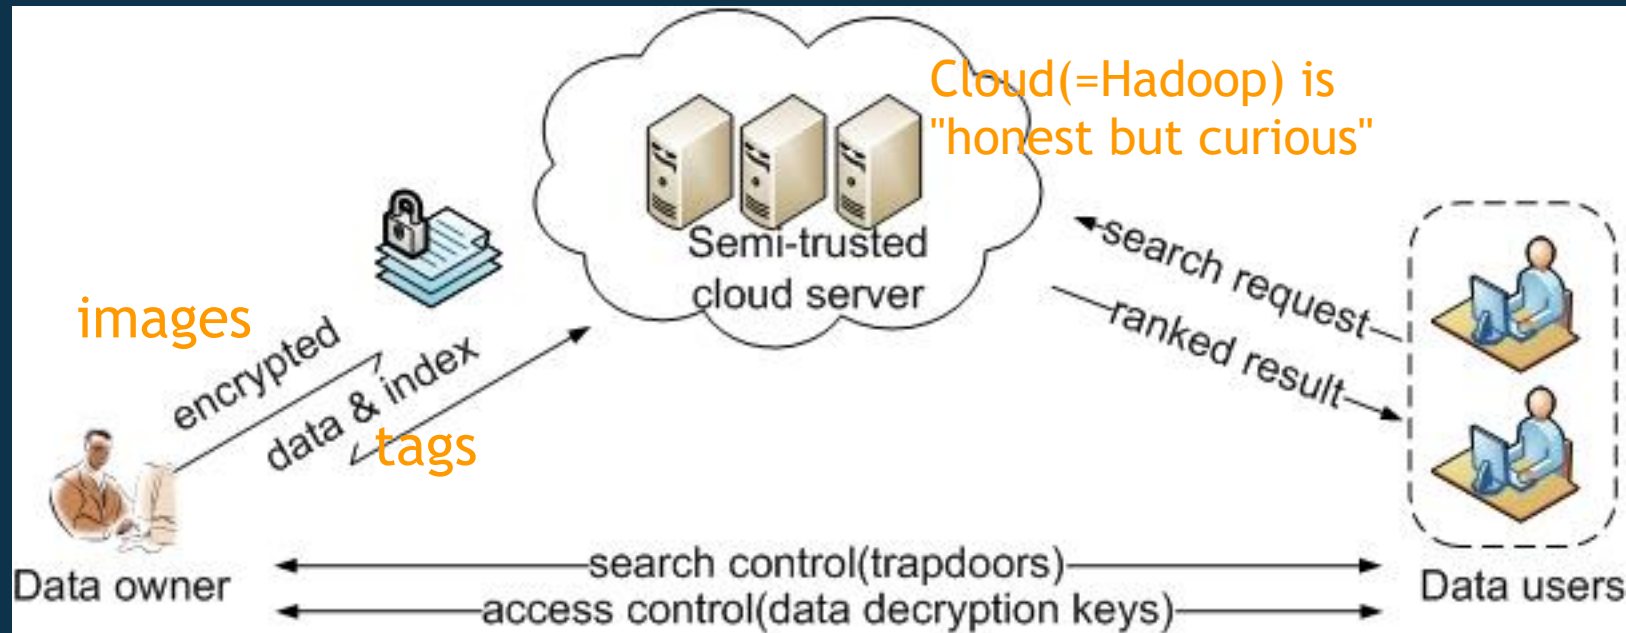 Cloud(=Hadoop) is
"honest but curious"
Semi-trusted
cloud server
images
encrypted
data & index
tags
search request
ranked result
Data owner
search control(trapdoors)
access control(data decryption keys)
Data users